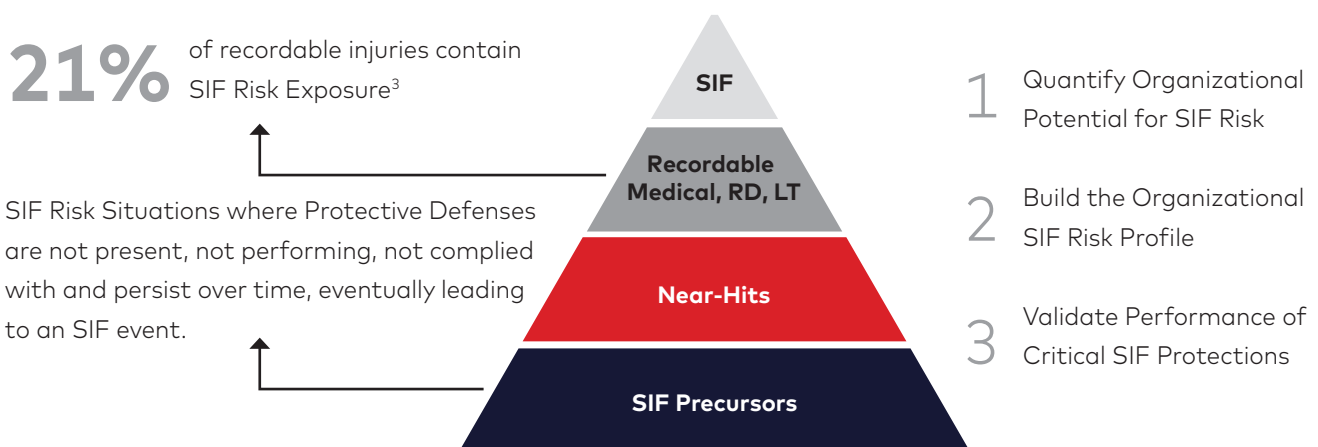 21%
of recordable injuries contain
SIF Risk Exposure³
SIF Risk Situations where Protective Defenses
are not present, not performing, not complied
with and persist over time, eventually leading
to an SIF event.
SIF
Recordable
Medical, RD, LT
Near-Hits
SIF Precursors
1
Quantify Organizational
Potential for SIF Risk
2
Build the Organizational
SIF Risk Profile
3
Validate Performance of
Critical SIF Protections